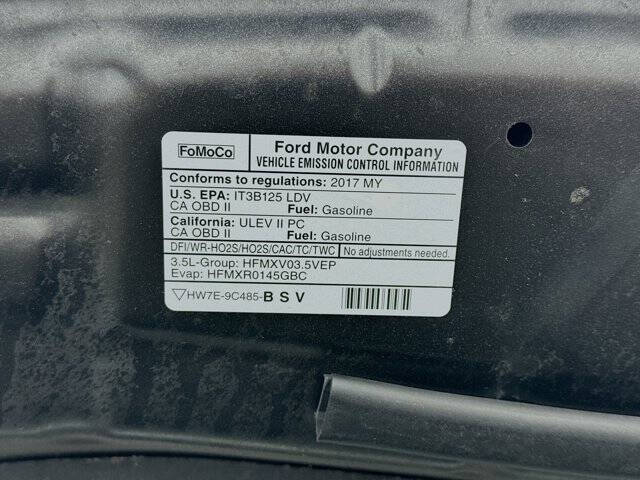 FoMoCo
Ford Motor Company
VEHICLE EMISSION CONTROL INFORMATION
Conforms to regulations: 2017 MY
U.S. EPA: IT3B125 LDV
CA OBD II Fuel: Gasoline
California: ULEV II PC
CA OBD II Fuel: Gasoline
DFI/WR-HO2S/HO2S/CAC/TC/TWC No adjustments needed.
3.5L-Group: HFMXV03.5VEP
Evap: HFMXR0145GBC
HW7E-9C485-B S V